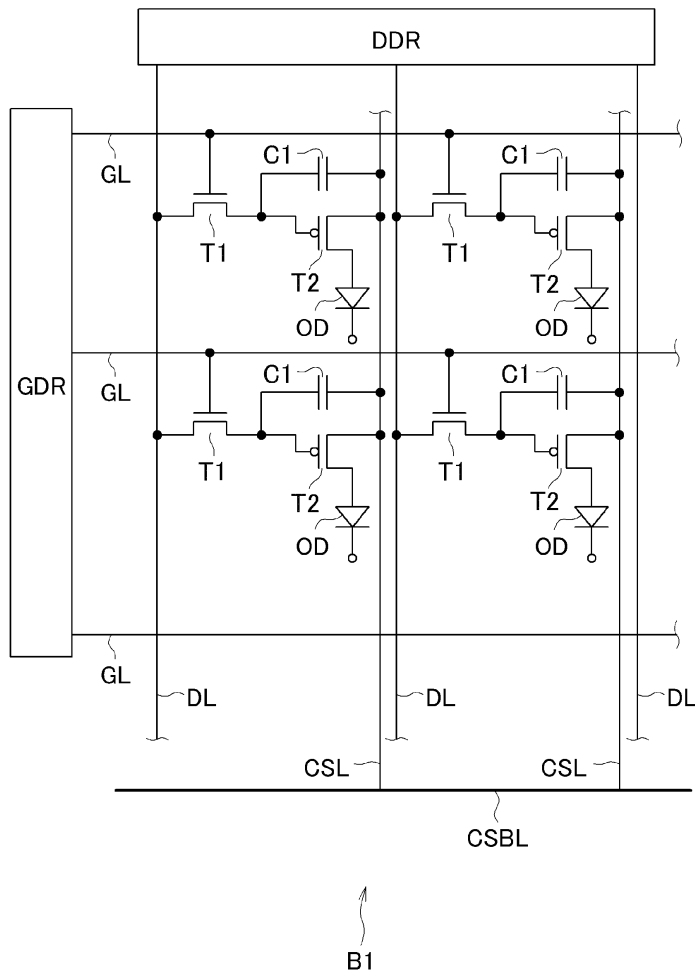 DDR
GL
C1
C1
T1
T1
T2
T2
OD
OD
GDR
GL
C1
C1
T1
T1
T2
T2
OD
OD
GL
DL
DL
DL
CSL
CSL
CSBL
B1